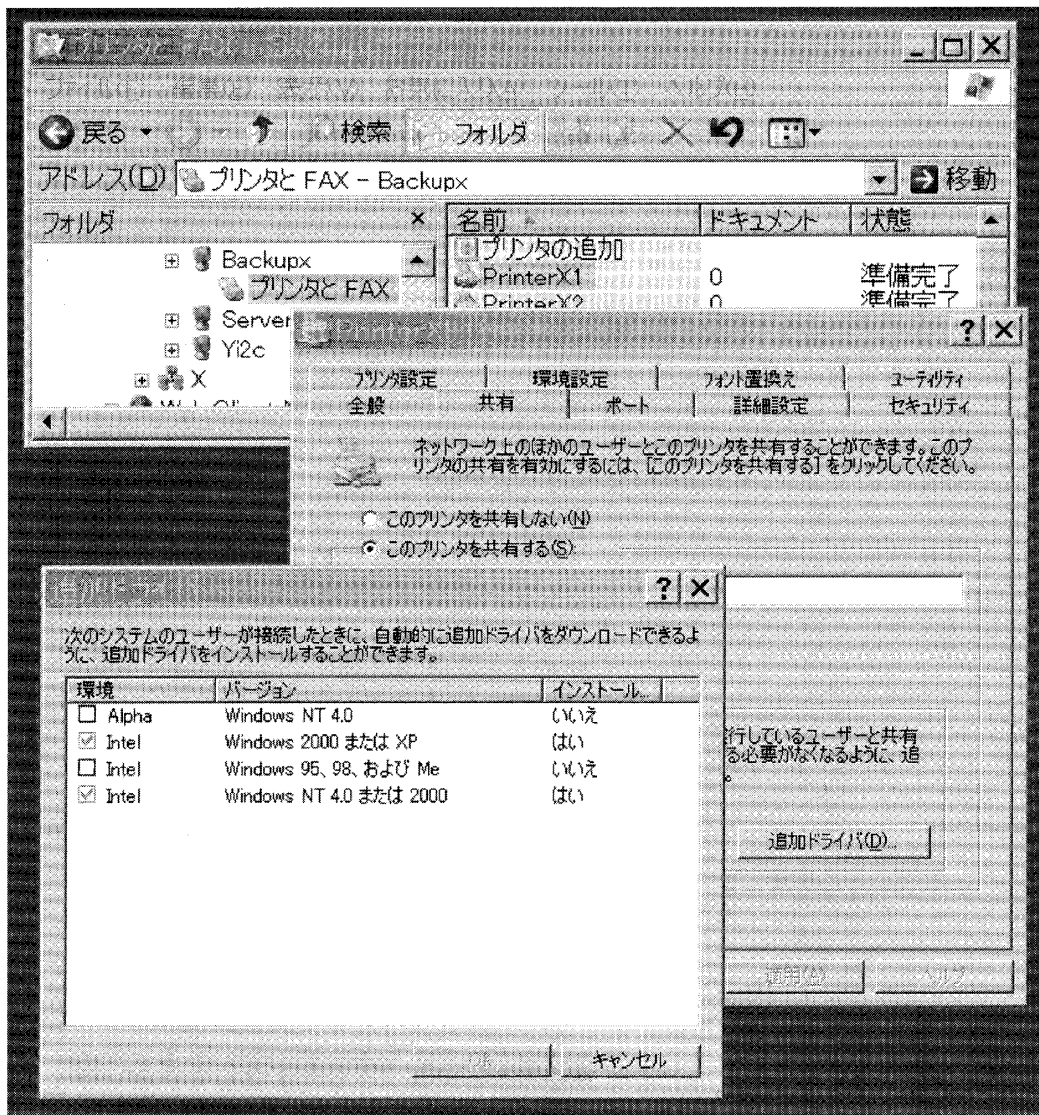 戻る
検索
フォルダ
アドレス(D)
プリンタと FAX - Backupx
移動
フォルダ
Backupx
プリンタと FAX
Server
Yi2c
X
名前
ドキュメント
状態
プリンタの追加
PrinterX1 0 準備完了
PrinterX2 0 準備完了
プリンタ設定
環境設定
フォント置換え
ユーティリティ
全般
共有
ポート
詳細設定
セキュリティ
ネットワーク上のほかのユーザーとこのプリンタを共有することができます。このプ
リンタの共有を有効にするには、[このプリンタを共有する] をクリックしてください。
このプリンタを共有しない(N)
このプリンタを共有する(S):
行しているユーザーと共有
る必要がなくなるように、追
追加ドライバ(D)...
適用(A)
ヘルプ
次のシステムのユーザーが接続したときに、自動的に追加ドライバをダウンロードできるよ
うに、追加ドライバをインストールすることができます。
環境 バージョン インストール...
Alpha Windows NT 4.0 いいえ
Intel Windows 2000 または XP はい
Intel Windows 95、98、および Me いいえ
Intel Windows NT 4.0 または 2000 はい
OK
キャンセル